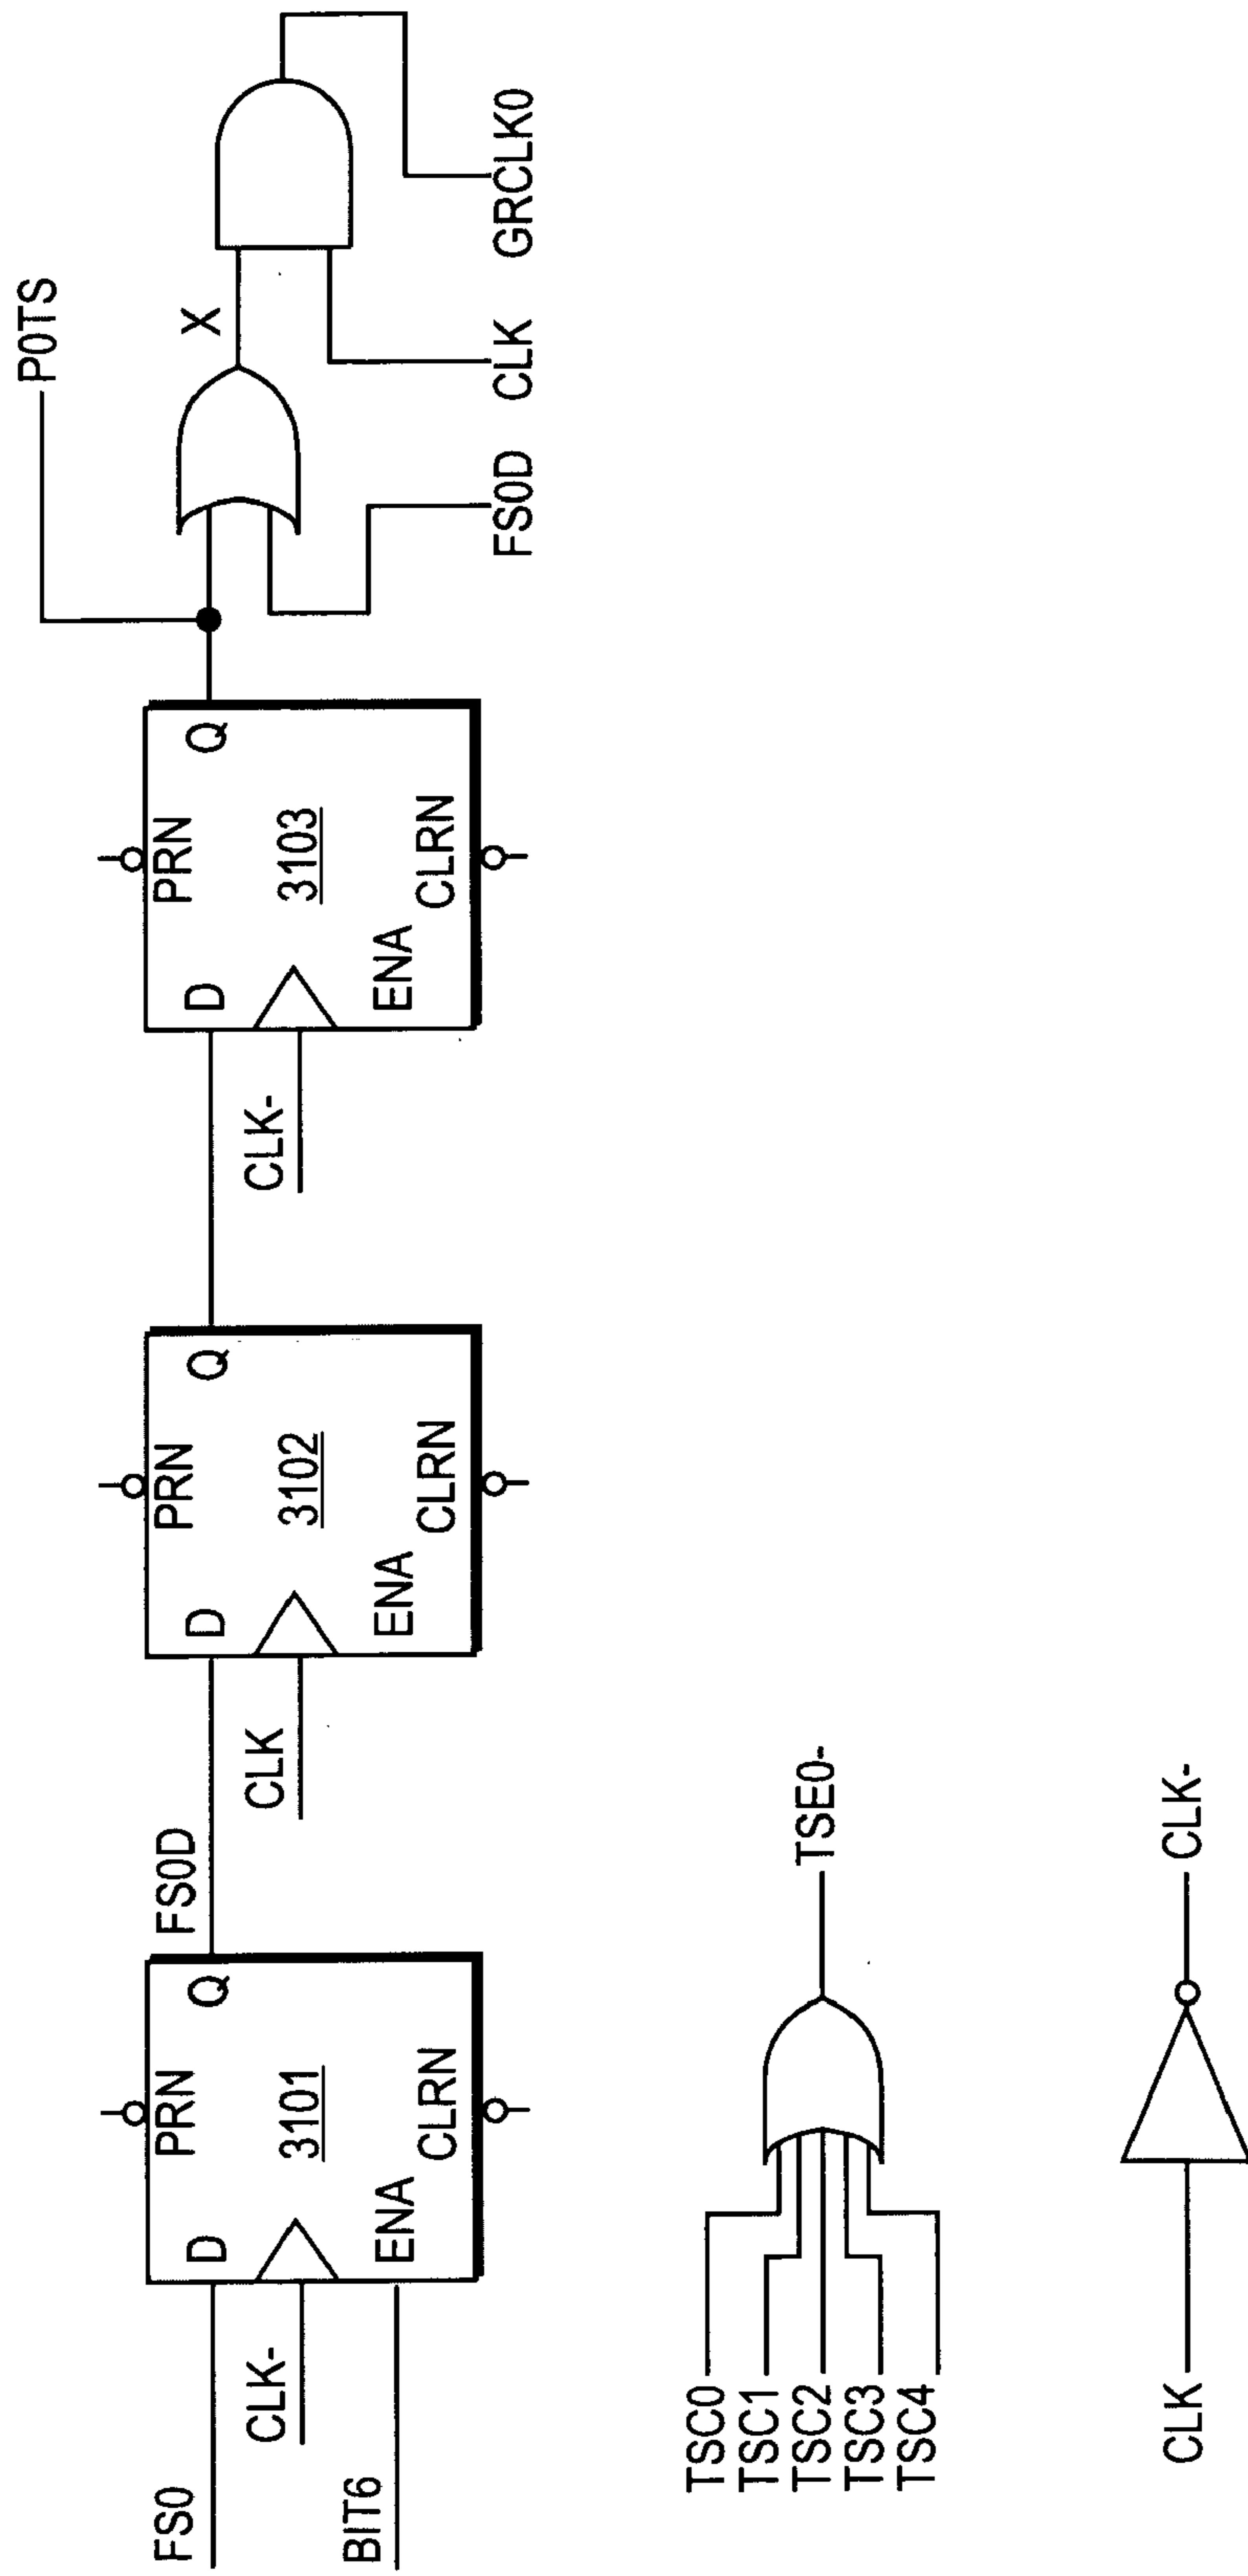 P0TS
PRN
PRN
PRN
FS0
D
Q
FS0D
D
Q
D
Q
X
CLK-
3101
CLK
3102
CLK-
3103
BIT6
ENA
ENA
ENA
CLRN
CLRN
CLRN
FS0D
CLK
GRCLK0
TSC0
TSC1
TSC2
TSC3
TSC4
TSE0-
CLK
CLK-